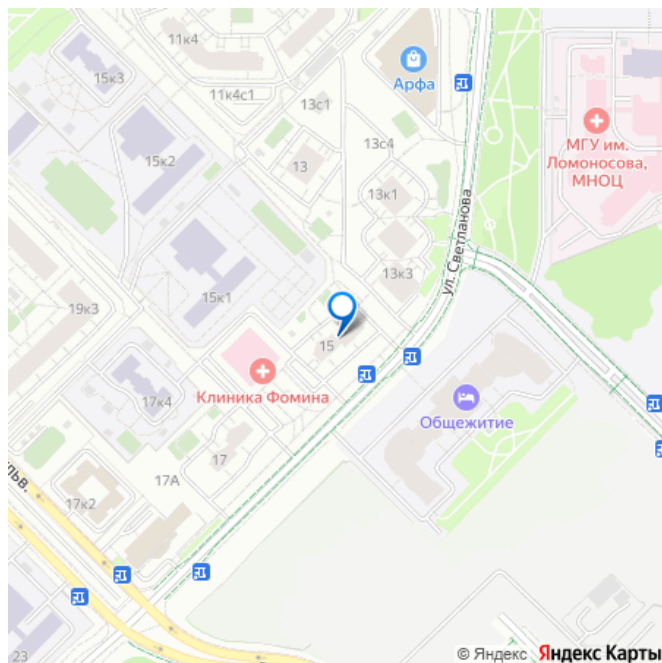 11к4
15к3
Арфа
11к4с1
13с1
МГУ им.
Ломоносова,
МНОЦ
15к2
13с4
13
13к1
ул. Светланова
13к3
15к1
19к3
15
Клиника Фомина
17к4
Общежитие
17
17А
17к2
23
© Яндекс Яндекс Карты